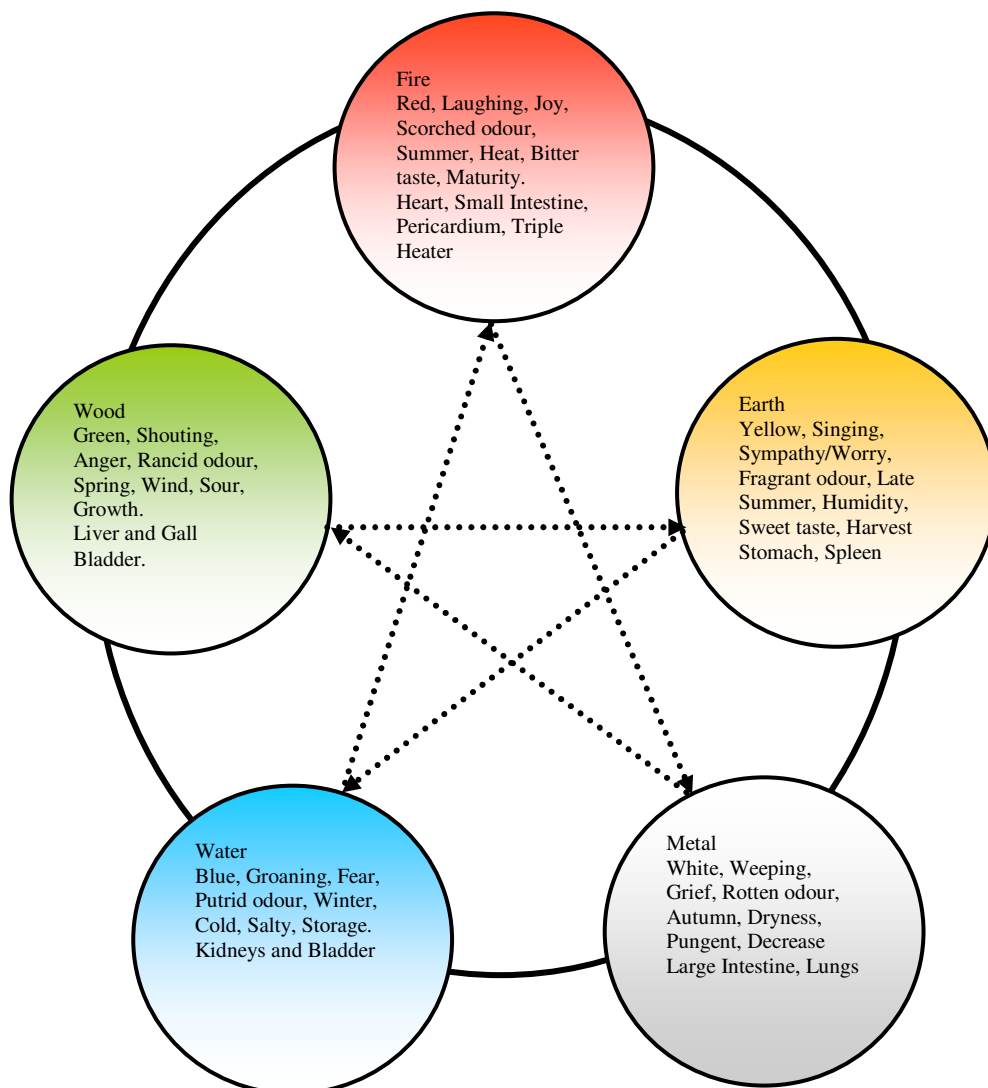 Fire
Red, Laughing, Joy,
Scorched odour,
Summer, Heat, Bitter
taste, Maturity.
Heart, Small Intestine,
Pericardium, Triple
Heater
Wood
Green, Shouting,
Anger, Rancid odour,
Spring, Wind, Sour,
Growth.
Liver and Gall
Bladder.
Earth
Yellow, Singing,
Sympathy/Worry,
Fragrant odour, Late
Summer, Humidity,
Sweet taste, Harvest
Stomach, Spleen
Water
Blue, Groaning, Fear,
Putrid odour, Winter,
Cold, Salty, Storage.
Kidneys and Bladder
Metal
White, Weeping,
Grief, Rotten odour,
Autumn, Dryness,
Pungent, Decrease
Large Intestine, Lungs